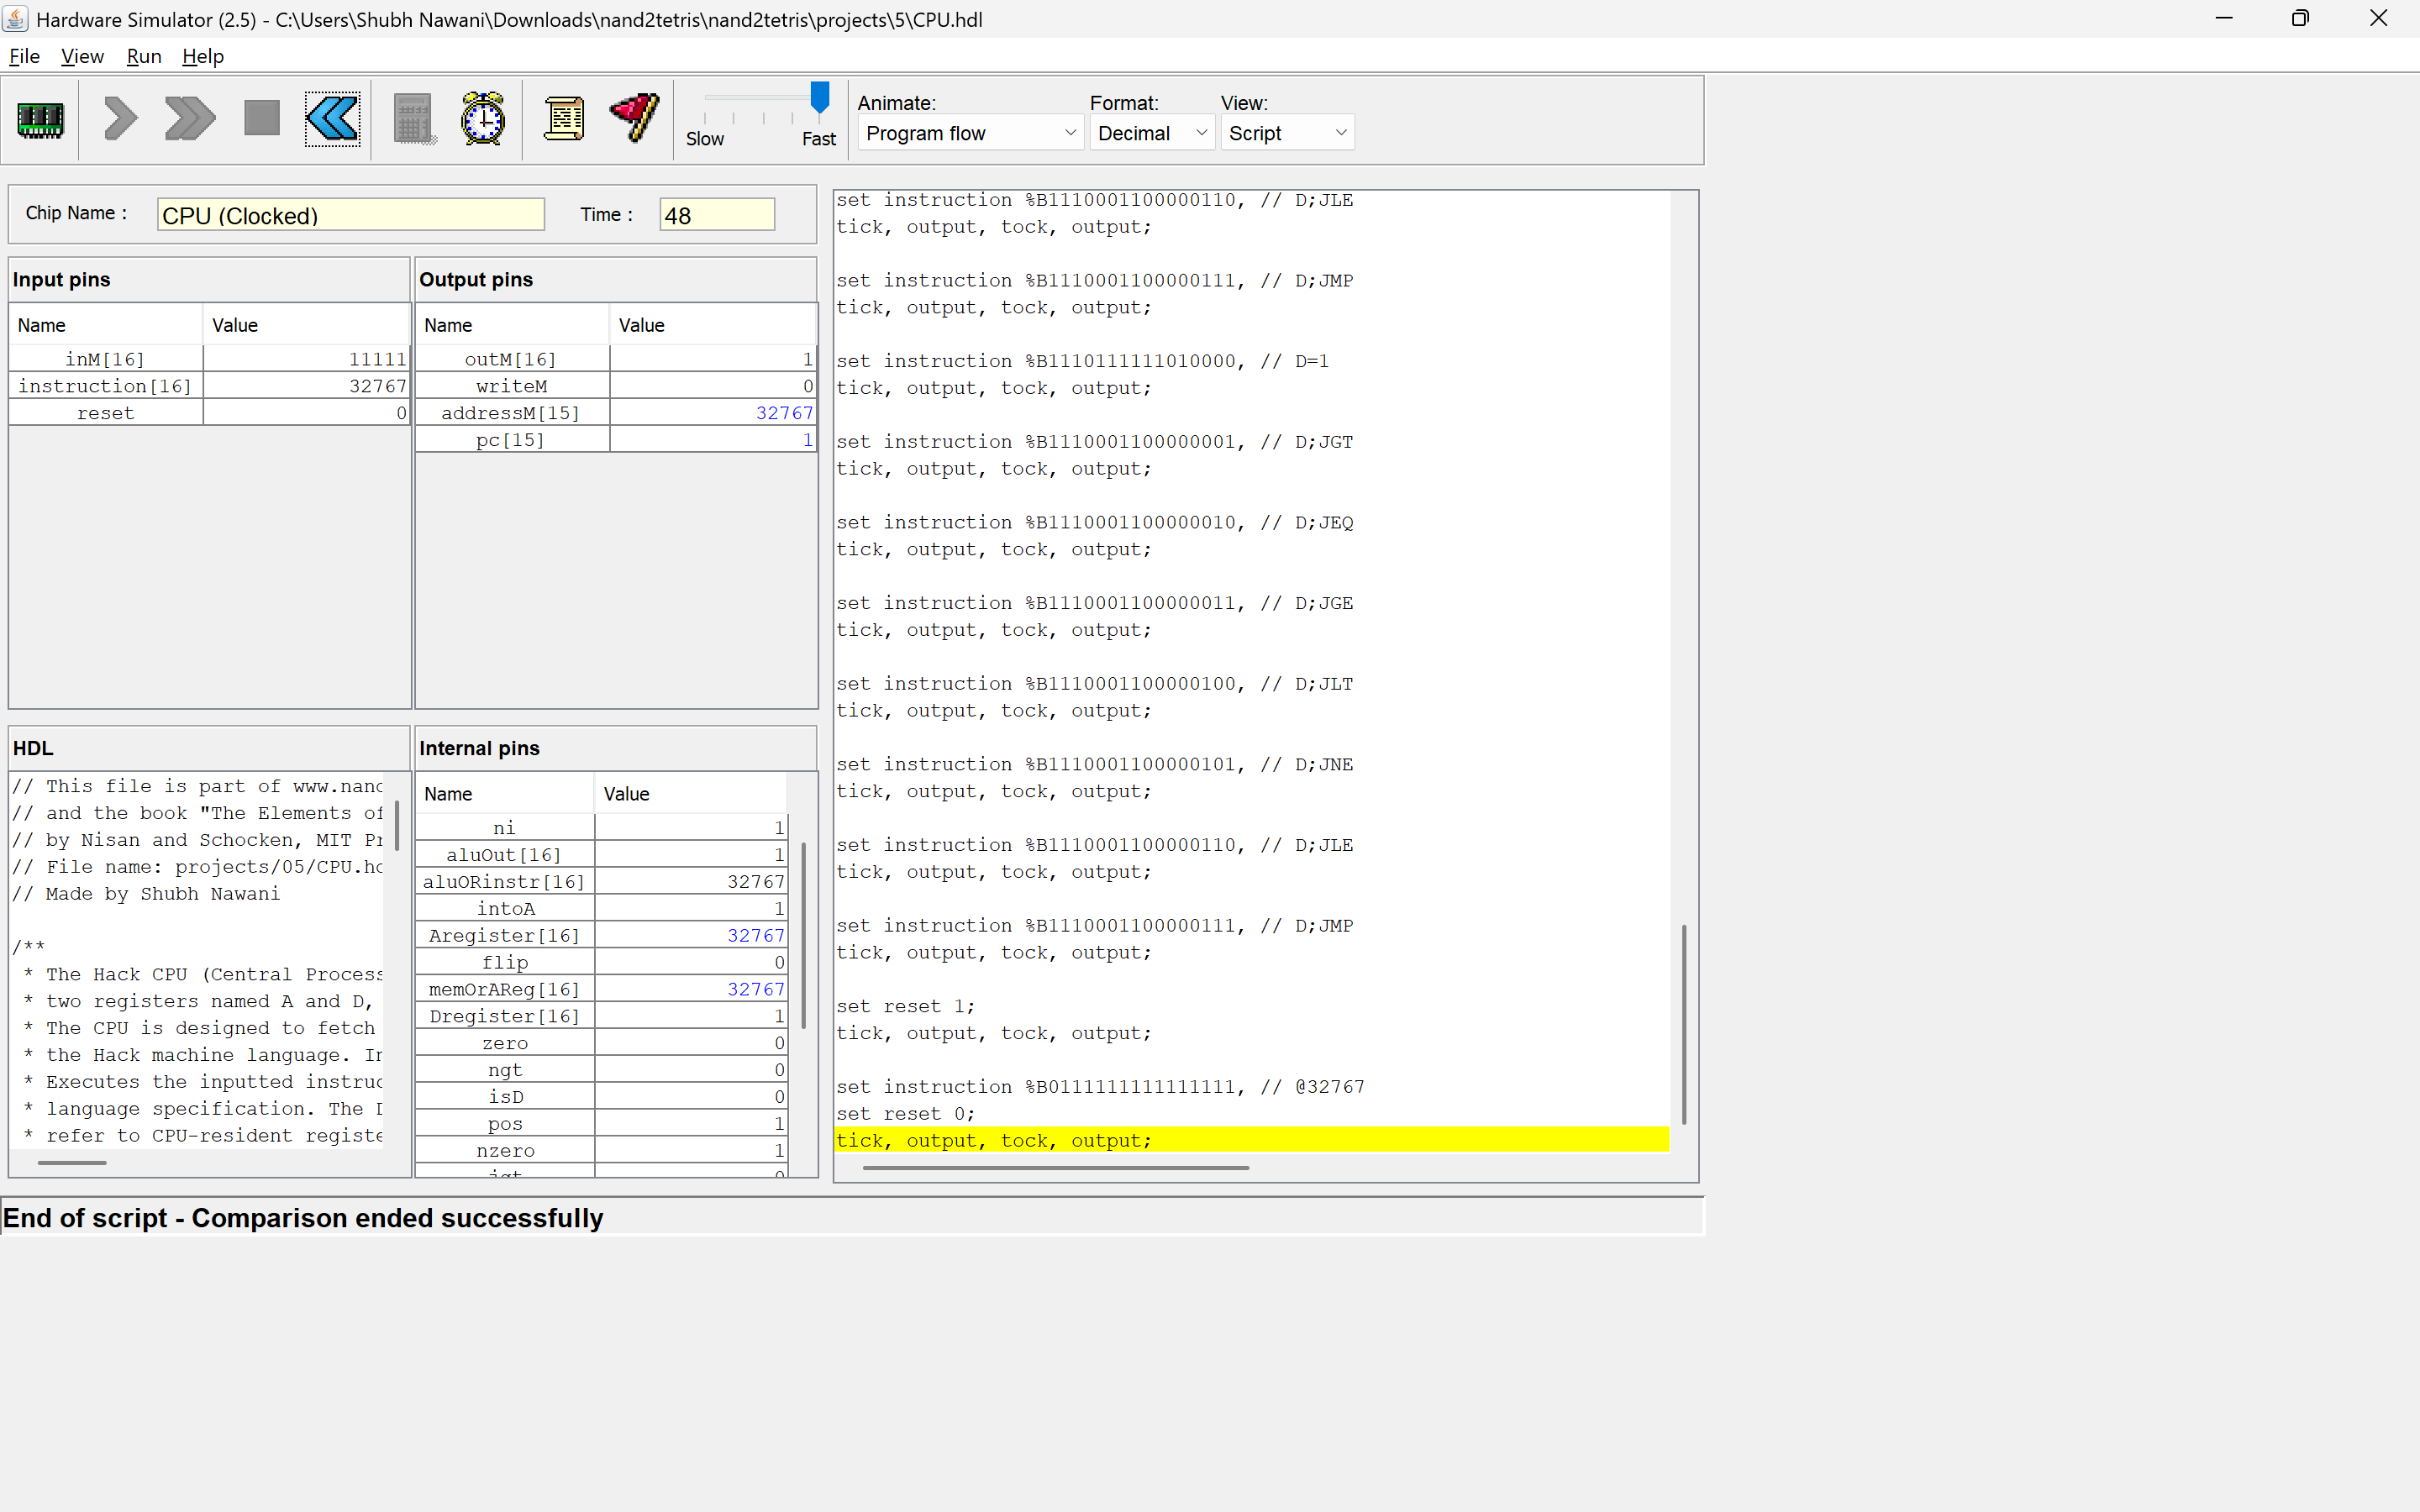 Hardware Simulator (2.5) - C:\Users\Shubh Nawani\Downloads\nand2tetris\nand2tetris\projects\5\CPU.hdl
File View Run Help
Slow Fast
Animate: Format: View:
Program flow Decimal Script
Chip Name : CPU (Clocked) Time : 48
Input pins
Name Value
inM[16] 11111
instruction[16] 32767
reset 0
Output pins
Name Value
outM[16] 1
writeM 0
addressM[15] 32767
pc[15] 1
HDL
// This file is part of www.nand
// and the book "The Elements of
// by Nisan and Schocken, MIT Pr
// File name: projects/05/CPU.hd
// Made by Shubh Nawani
/**
* The Hack CPU (Central Process
* two registers named A and D,
* The CPU is designed to fetch
* the Hack machine language. In
* Executes the inputted instruc
* language specification. The D
* refer to CPU-resident registe
Internal pins
Name Value
ni 1
aluOut[16] 1
aluORinstr[16] 32767
intoA 1
Aregister[16] 32767
flip 0
memOrAReg[16] 32767
Dregister[16] 1
zero 0
ngt 0
isD 0
pos 1
nzero 1
jgt 0
set instruction %B1110001100000110, // D;JLE
tick, output, tock, output;
set instruction %B1110001100000111, // D;JMP
tick, output, tock, output;
set instruction %B1110111111010000, // D=1
tick, output, tock, output;
set instruction %B1110001100000001, // D;JGT
tick, output, tock, output;
set instruction %B1110001100000010, // D;JEQ
tick, output, tock, output;
set instruction %B1110001100000011, // D;JGE
tick, output, tock, output;
set instruction %B1110001100000100, // D;JLT
tick, output, tock, output;
set instruction %B1110001100000101, // D;JNE
tick, output, tock, output;
set instruction %B1110001100000110, // D;JLE
tick, output, tock, output;
set instruction %B1110001100000111, // D;JMP
tick, output, tock, output;
set reset 1;
tick, output, tock, output;
set instruction %B0111111111111111, // @32767
set reset 0;
tick, output, tock, output;
End of script - Comparison ended successfully